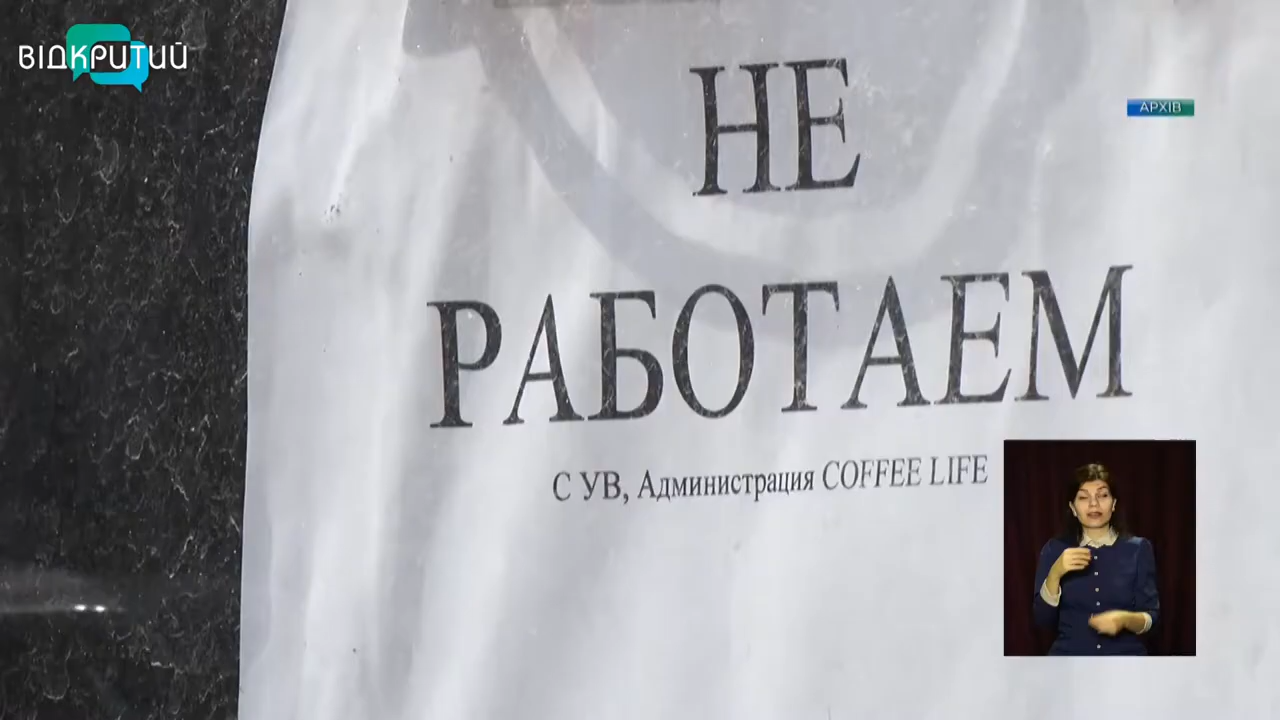 ВІДКРИТИЙ
АРХІВ
НЕ
РАБОТАЕМ
С УВ, Администрация COFFEE LIFE